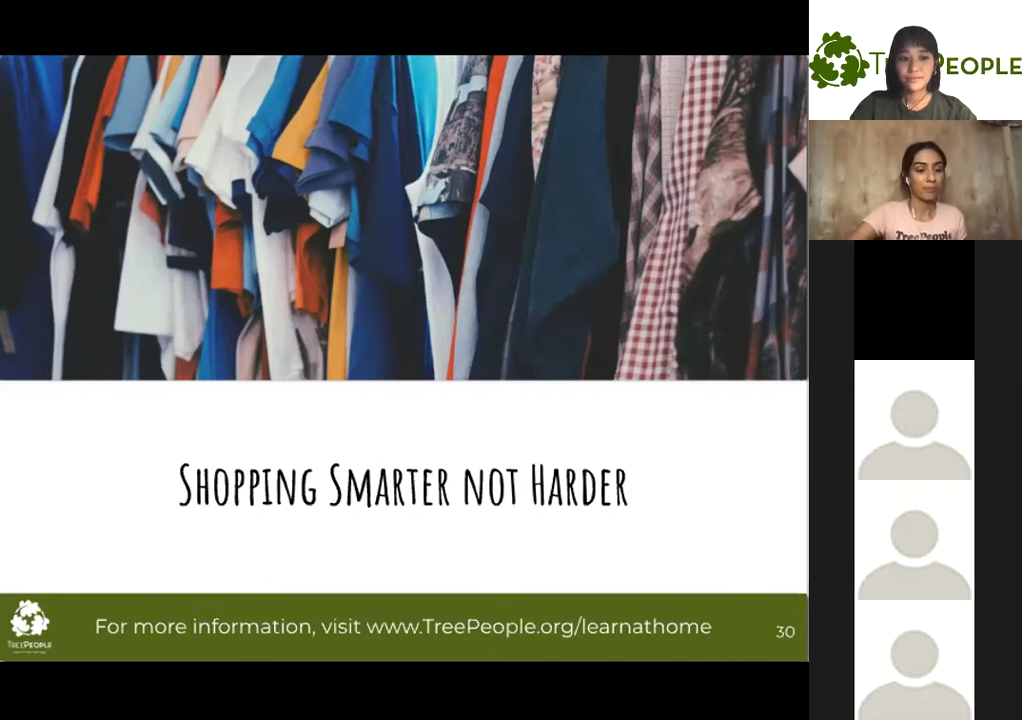 Shopping Smarter not Harder
TreePeople
For more information, visit www.TreePeople.org/learnathome
30
TreePeople